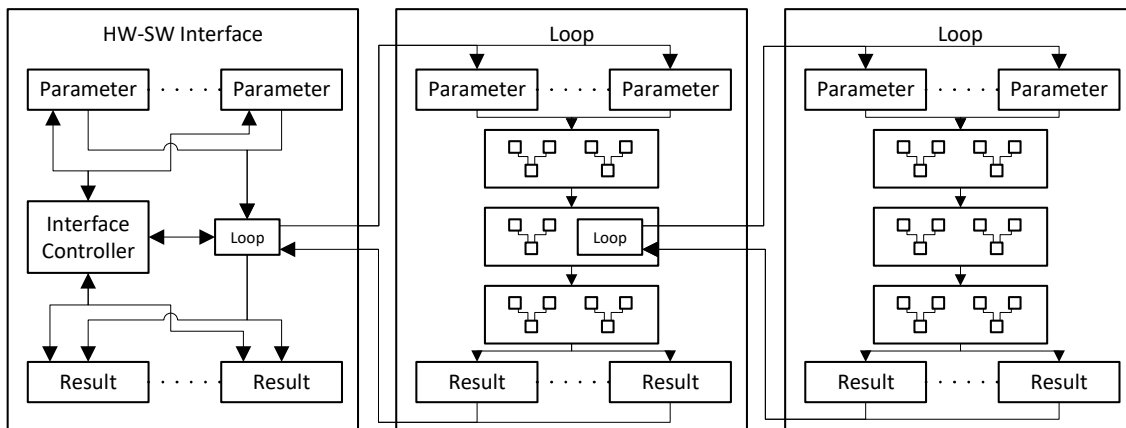 HW-SW Interface
Parameter
Parameter
Interface
Controller
Loop
Result
Result
Loop
Parameter
Parameter
Loop
Result
Result
Loop
Parameter
Parameter
Result
Result